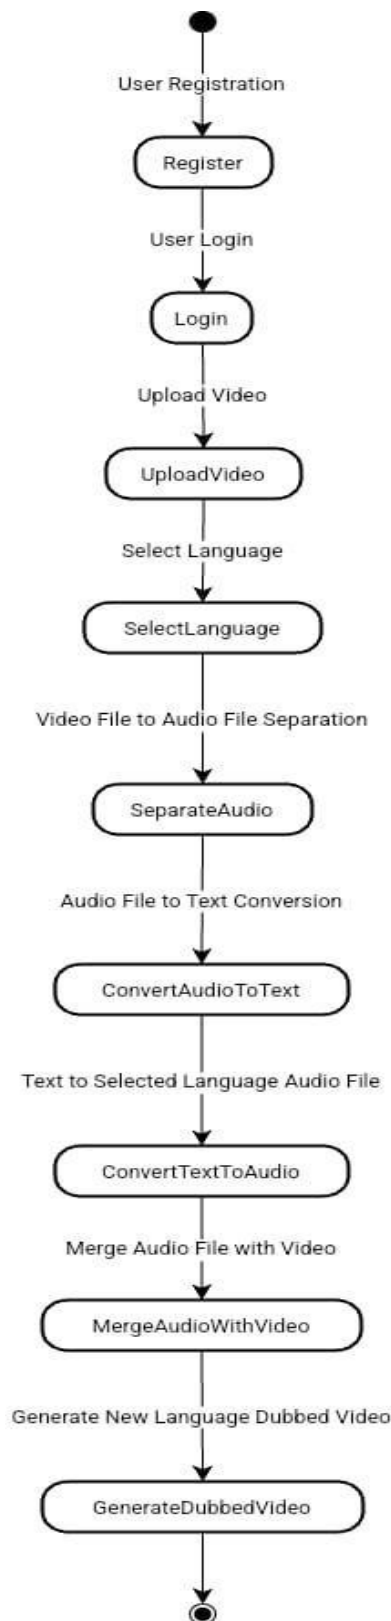 User Registration
Register
User Login
Login
Upload Video
UploadVideo
Select Language
SelectLanguage
Video File to Audio File Separation
SeparateAudio
Audio File to Text Conversion
ConvertAudioToText
Text to Selected Language Audio File
ConvertTextToAudio
Merge Audio File with Video
MergeAudioWithVideo
Generate New Language Dubbed Video
GenerateDubbedVideo